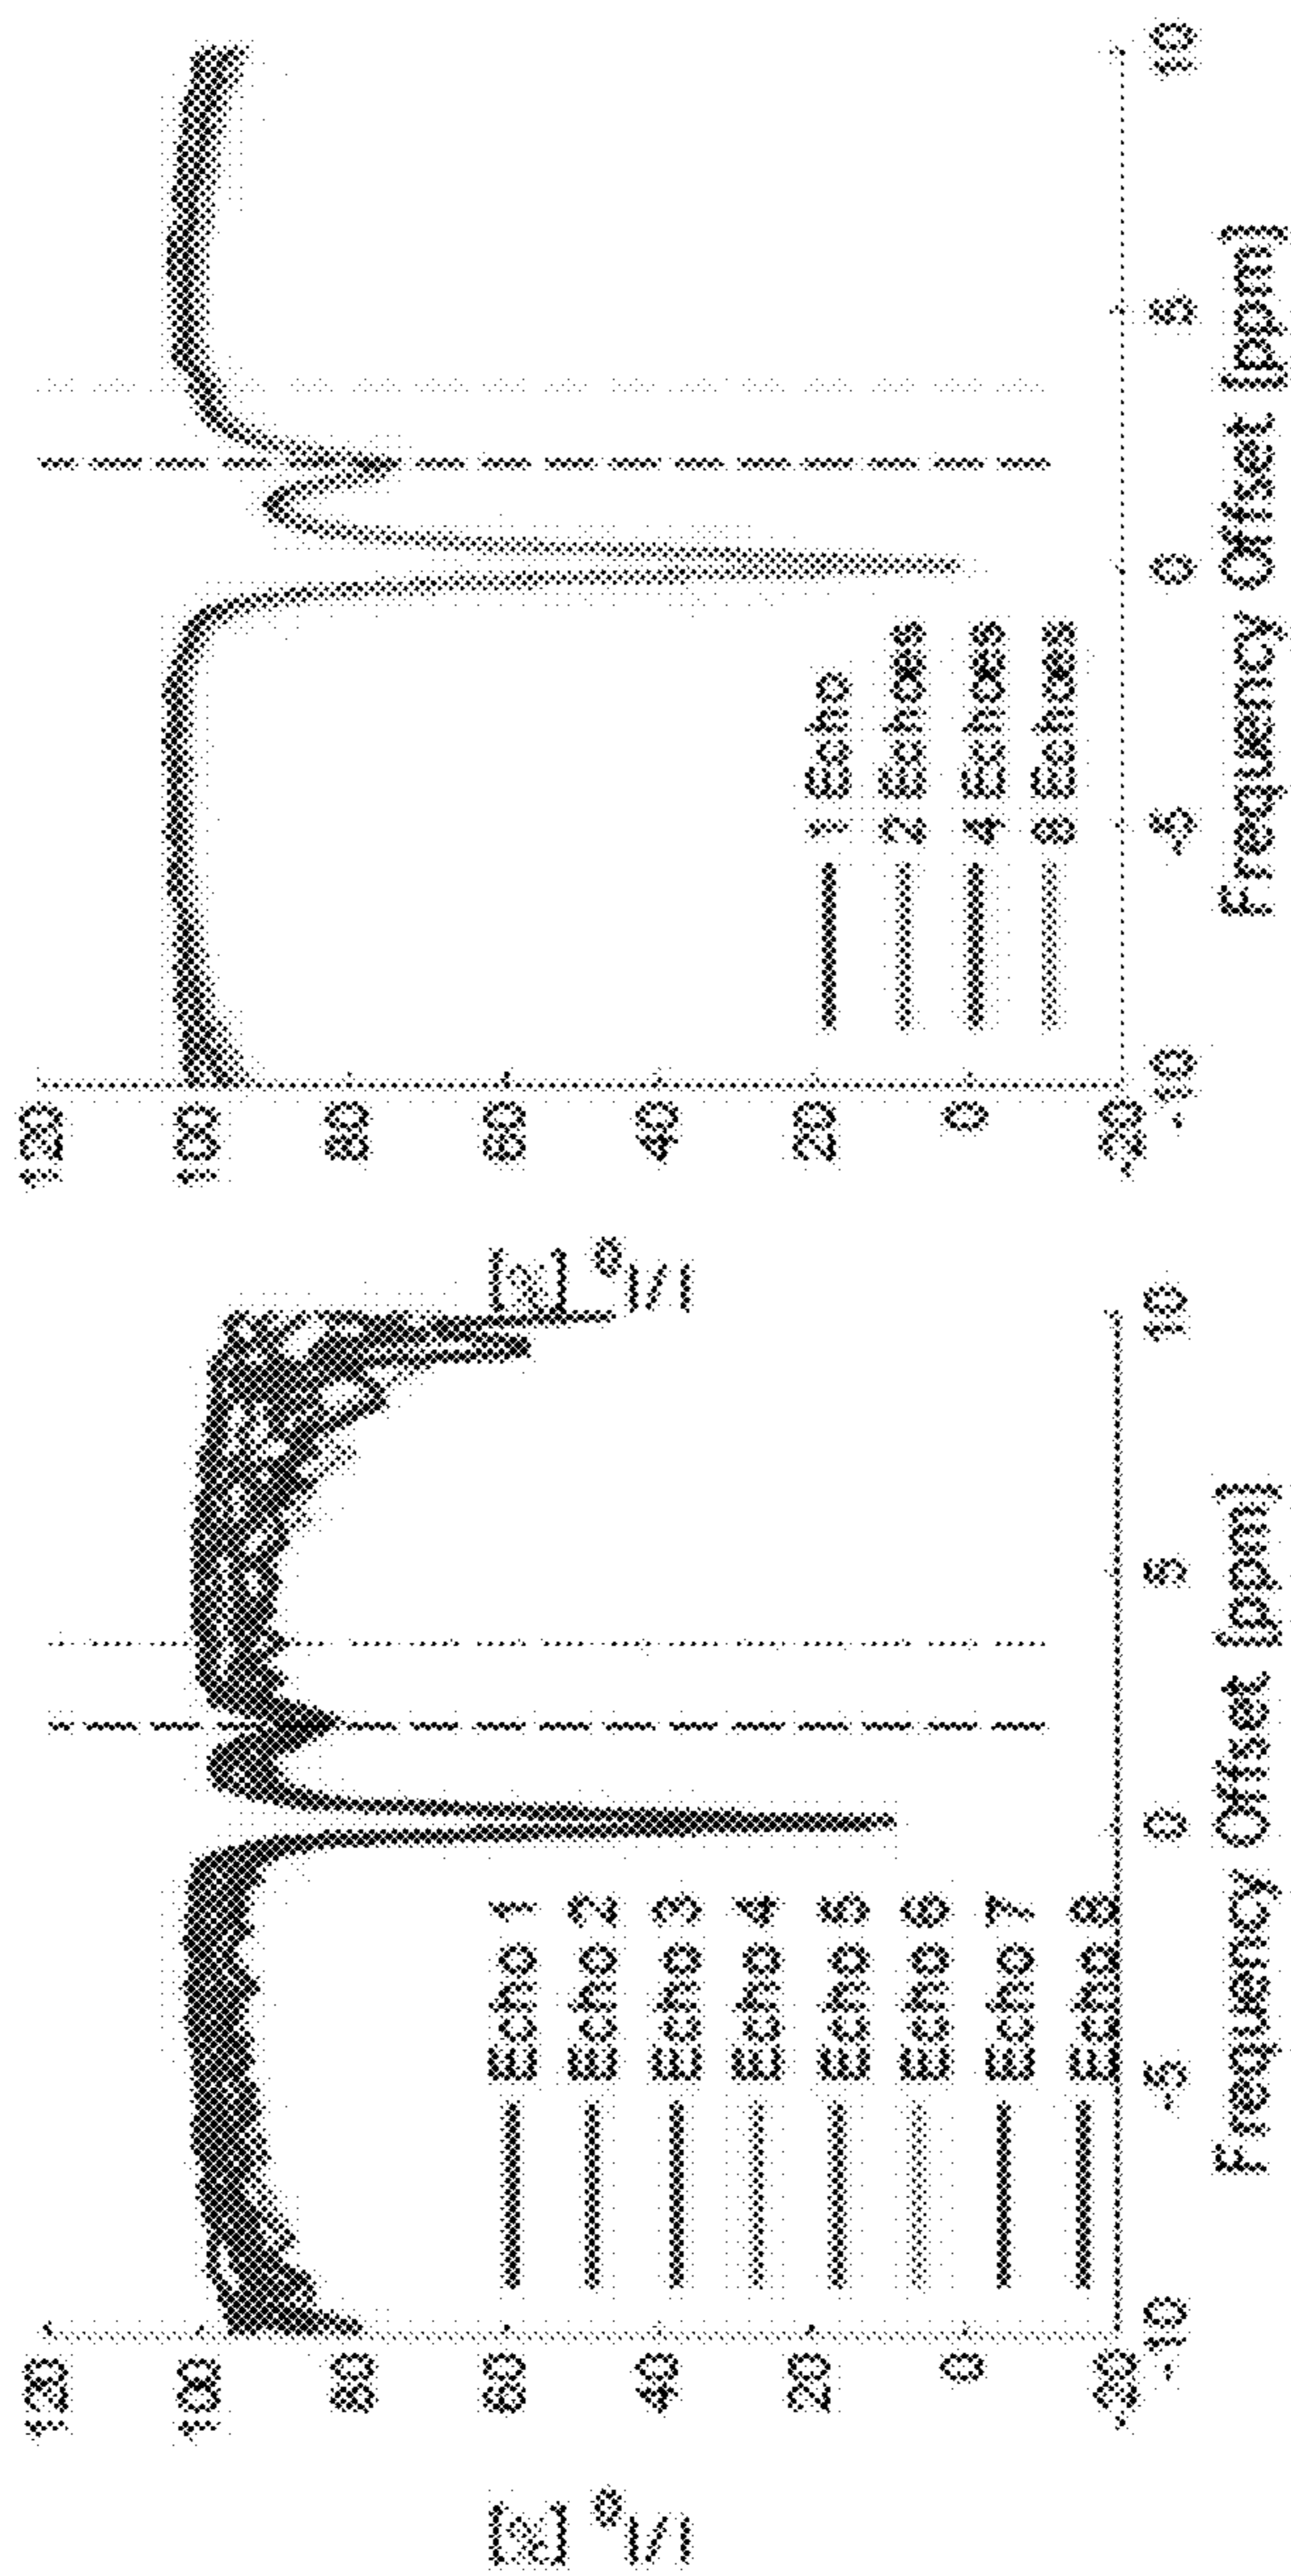 I/I₀ [%]
120
100
80
60
40
20
0
-20
Echo 1
Echo 2
Echo 3
Echo 4
Echo 5
Echo 6
Echo 7
Echo 8
-10
-5
0
5
10
Frequency Offset [ppm]
I/I₀ [%]
120
100
80
60
40
20
0
-20
1 Echo
2 Echoes
4 Echoes
8 Echoes
-10
-5
0
5
10
Frequency Offset [ppm]